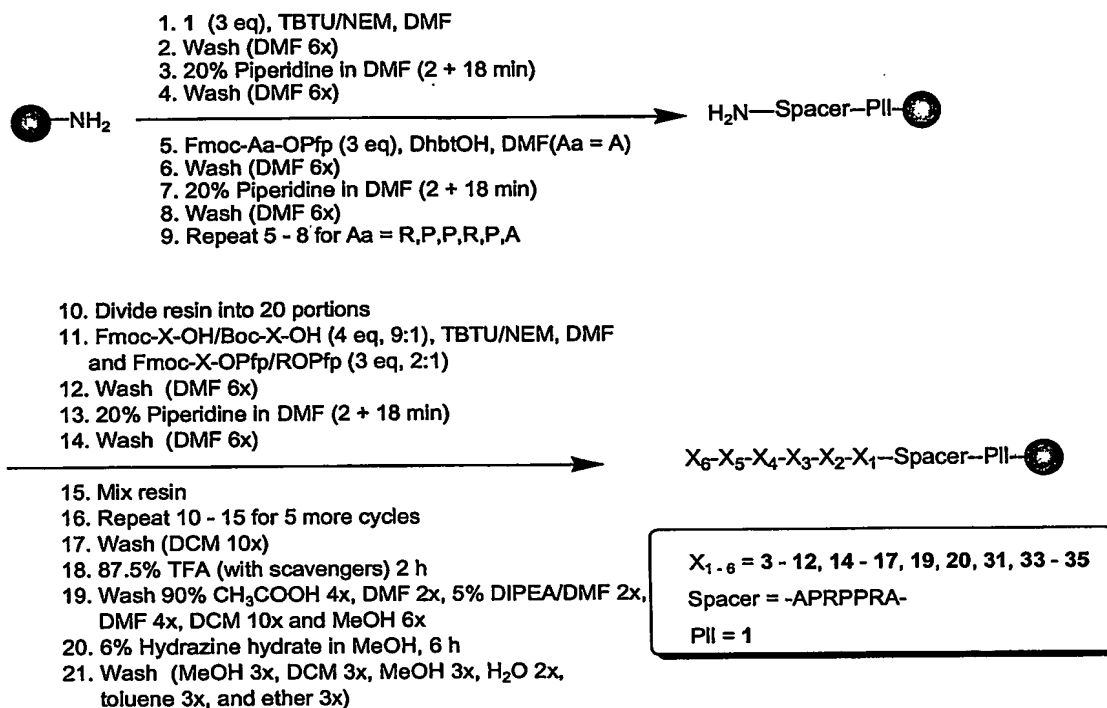 1. 1 (3 eq), TBTU/NEM, DMF
2. Wash (DMF 6x)
3. 20% Piperidine in DMF (2 + 18 min)
4. Wash (DMF 6x)
NH2
H2N—Spacer–PII–
5. Fmoc-Aa-OPfp (3 eq), DhbtOH, DMF(Aa = A)
6. Wash (DMF 6x)
7. 20% Piperidine in DMF (2 + 18 min)
8. Wash (DMF 6x)
9. Repeat 5 - 8 for Aa = R,P,P,R,P,A
10. Divide resin into 20 portions
11. Fmoc-X-OH/Boc-X-OH (4 eq, 9:1), TBTU/NEM, DMF
and Fmoc-X-OPfp/ROPfp (3 eq, 2:1)
12. Wash (DMF 6x)
13. 20% Piperidine in DMF (2 + 18 min)
14. Wash (DMF 6x)
X6-X5-X4-X3-X2-X1–Spacer–PII–
15. Mix resin
16. Repeat 10 - 15 for 5 more cycles
17. Wash (DCM 10x)
18. 87.5% TFA (with scavengers) 2 h
19. Wash 90% CH3COOH 4x, DMF 2x, 5% DIPEA/DMF 2x,
DMF 4x, DCM 10x and MeOH 6x
20. 6% Hydrazine hydrate in MeOH, 6 h
21. Wash (MeOH 3x, DCM 3x, MeOH 3x, H2O 2x,
toluene 3x, and ether 3x)
X1 - 6 = 3 - 12, 14 - 17, 19, 20, 31, 33 - 35
Spacer = -APRPPRA-
PII = 1